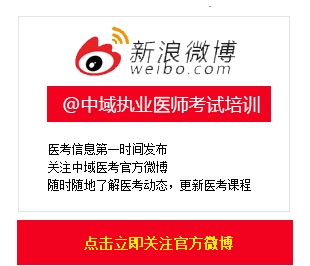 新浪微博
weibo.com
@中域执业医师考试培训
医考信息第一时间发布
关注中域医考官方微博
随时随地了解医考动态，更新医考课程
点击立即关注官方微博